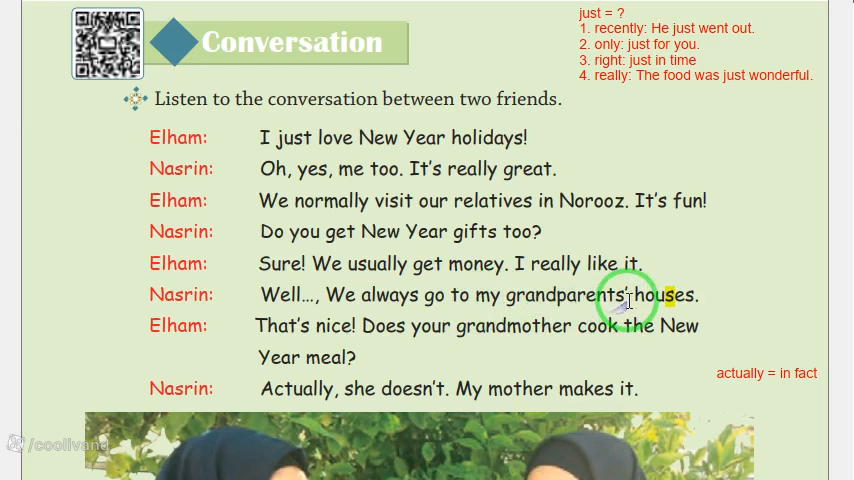 just = ?
1. recently: He just went out.
2. only: just for you.
3. right: just in time
4. really: The food was just wonderful.
Conversation
Listen to the conversation between two friends.
Elham: I just love New Year holidays!
Nasrin: Oh, yes, me too. It's really great.
Elham: We normally visit our relatives in Norooz. It's fun!
Nasrin: Do you get New Year gifts too?
Elham: Sure! We usually get money. I really like it.
Nasrin: Well..., We always go to my grandparents' houses.
Elham: That's nice! Does your grandmother cook the New
Year meal?
actually = in fact
Nasrin: Actually, she doesn't. My mother makes it.
/coolivand